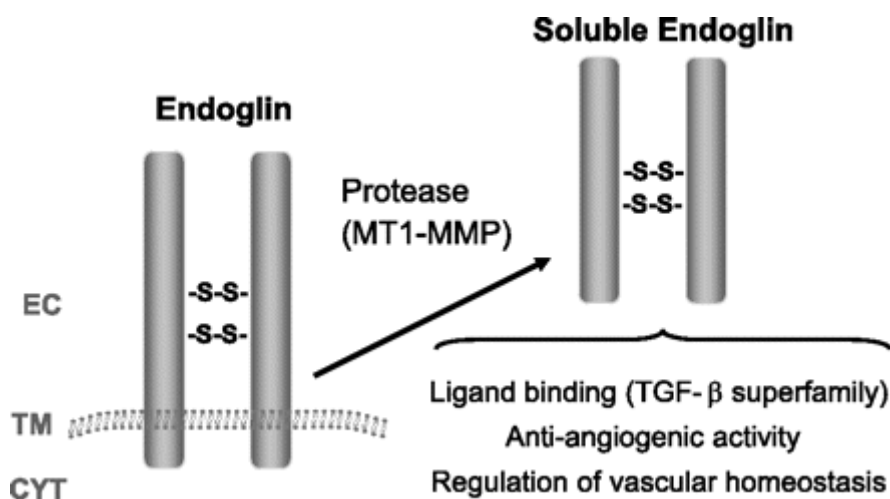 Soluble Endoglin
Endoglin
-S-S-
-S-S-
Protease
(MT1-MMP)
EC
-S-S-
-S-S-
TM
CYT
Ligand binding (TGF- β superfamily)
Anti-angiogenic activity
Regulation of vascular homeostasis